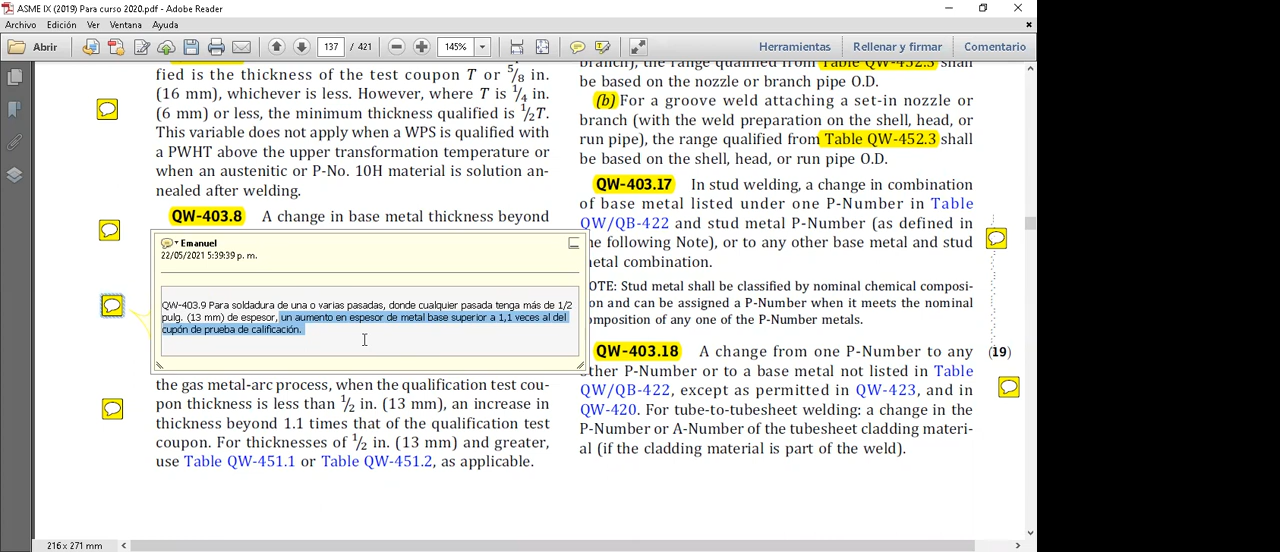 ASME IX (2019) Para curso 2020.pdf - Adobe Reader
Archivo Edición Ver Ventana Ayuda
Abrir
137 / 421
145%
Herramientas
Rellenar y firmar
Comentario
fied is the thickness of the test coupon T or 5/8 in.
(16 mm), whichever is less. However, where T is 1/4 in.
(6 mm) or less, the minimum thickness qualified is 1/2T.
This variable does not apply when a WPS is qualified with
a PWHT above the upper transformation temperature or
when an austenitic or P-No. 10H material is solution an-
nealed after welding.
QW-403.8 A change in base metal thickness beyond
Emanuel
22/05/2021 5:39:39 p. m.
QW-403.9 Para soldadura de una o varias pasadas, donde cualquier pasada tenga más de 1/2
pulg. (13 mm) de espesor, un aumento en espesor de metal base superior a 1,1 veces al del
cupón de prueba de calificación.
the gas metal-arc process, when the qualification test cou-
pon thickness is less than 1/2 in. (13 mm), an increase in
thickness beyond 1.1 times that of the qualification test
coupon. For thicknesses of 1/2 in. (13 mm) and greater,
use Table QW-451.1 or Table QW-451.2, as applicable.
branch), the range qualified from Table QW-452.3 shall
be based on the nozzle or branch pipe O.D.
(b) For a groove weld attaching a set-in nozzle or
branch (with the weld preparation on the shell, head, or
run pipe), the range qualified from Table QW-452.3 shall
be based on the shell, head, or run pipe O.D.
QW-403.17 In stud welding, a change in combination
of base metal listed under one P-Number in Table
QW/QB-422 and stud metal P-Number (as defined in
he following Note), or to any other base metal and stud
etal combination.
OTE: Stud metal shall be classified by nominal chemical composi-
on and can be assigned a P-Number when it meets the nominal
omposition of any one of the P-Number metals.
QW-403.18 A change from one P-Number to any (19)
other P-Number or to a base metal not listed in Table
QW/QB-422, except as permitted in QW-423, and in
QW-420. For tube-to-tubesheet welding: a change in the
P-Number or A-Number of the tubesheet cladding materi-
al (if the cladding material is part of the weld).
216 x 271 mm